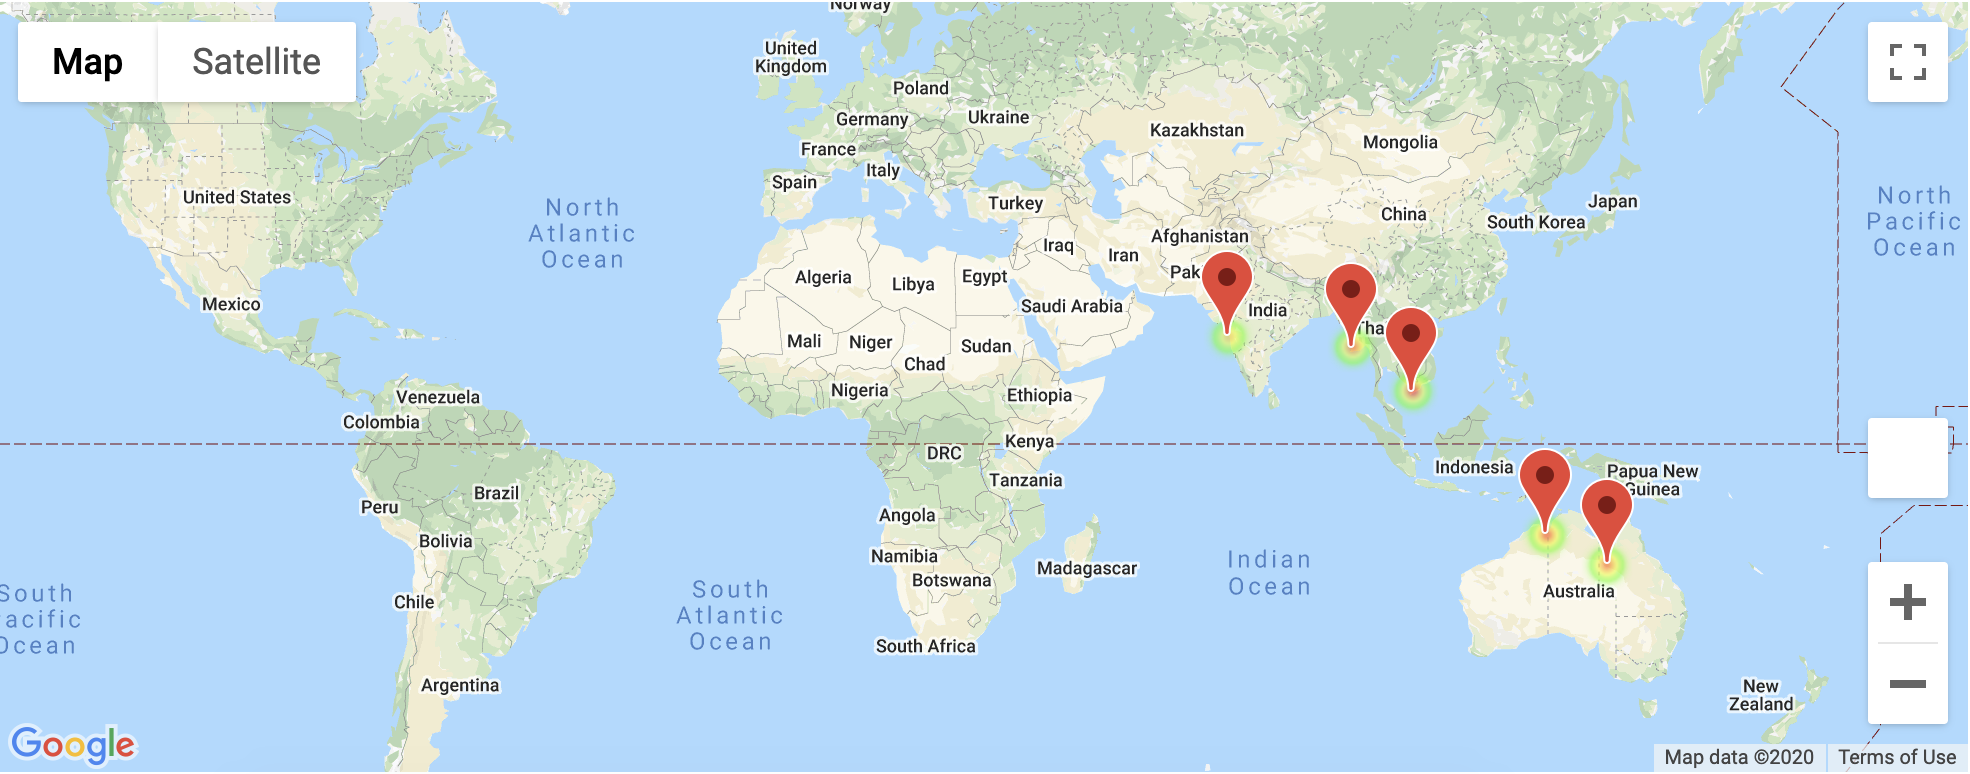 Norway
Map
Satellite
United
Kingdom
Poland
Germany
Ukraine
France
Italy
Spain
Turkey
Kazakhstan
Mongolia
United States
North
Atlantic
Ocean
China
Japan
South Korea
North
Pacific
Ocean
Afghanistan
Iraq
Iran
Pak
Algeria
Libya
Egypt
Saudi Arabia
India
Mexico
Mali
Niger
Chad
Sudan
Tha
Nigeria
Ethiopia
Venezuela
Colombia
DRC
Kenya
Tanzania
Indonesia
Papua New
Guinea
Brazil
Peru
Bolivia
Angola
Namibia
Botswana
Madagascar
Indian
Ocean
Australia
South
acific
Ocean
Chile
South
Atlantic
Ocean
South Africa
Argentina
New
Zealand
Google
Map data ©2020
Terms of Use